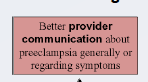 Better provider
communication about
preeclampsia generally or
regarding symptoms